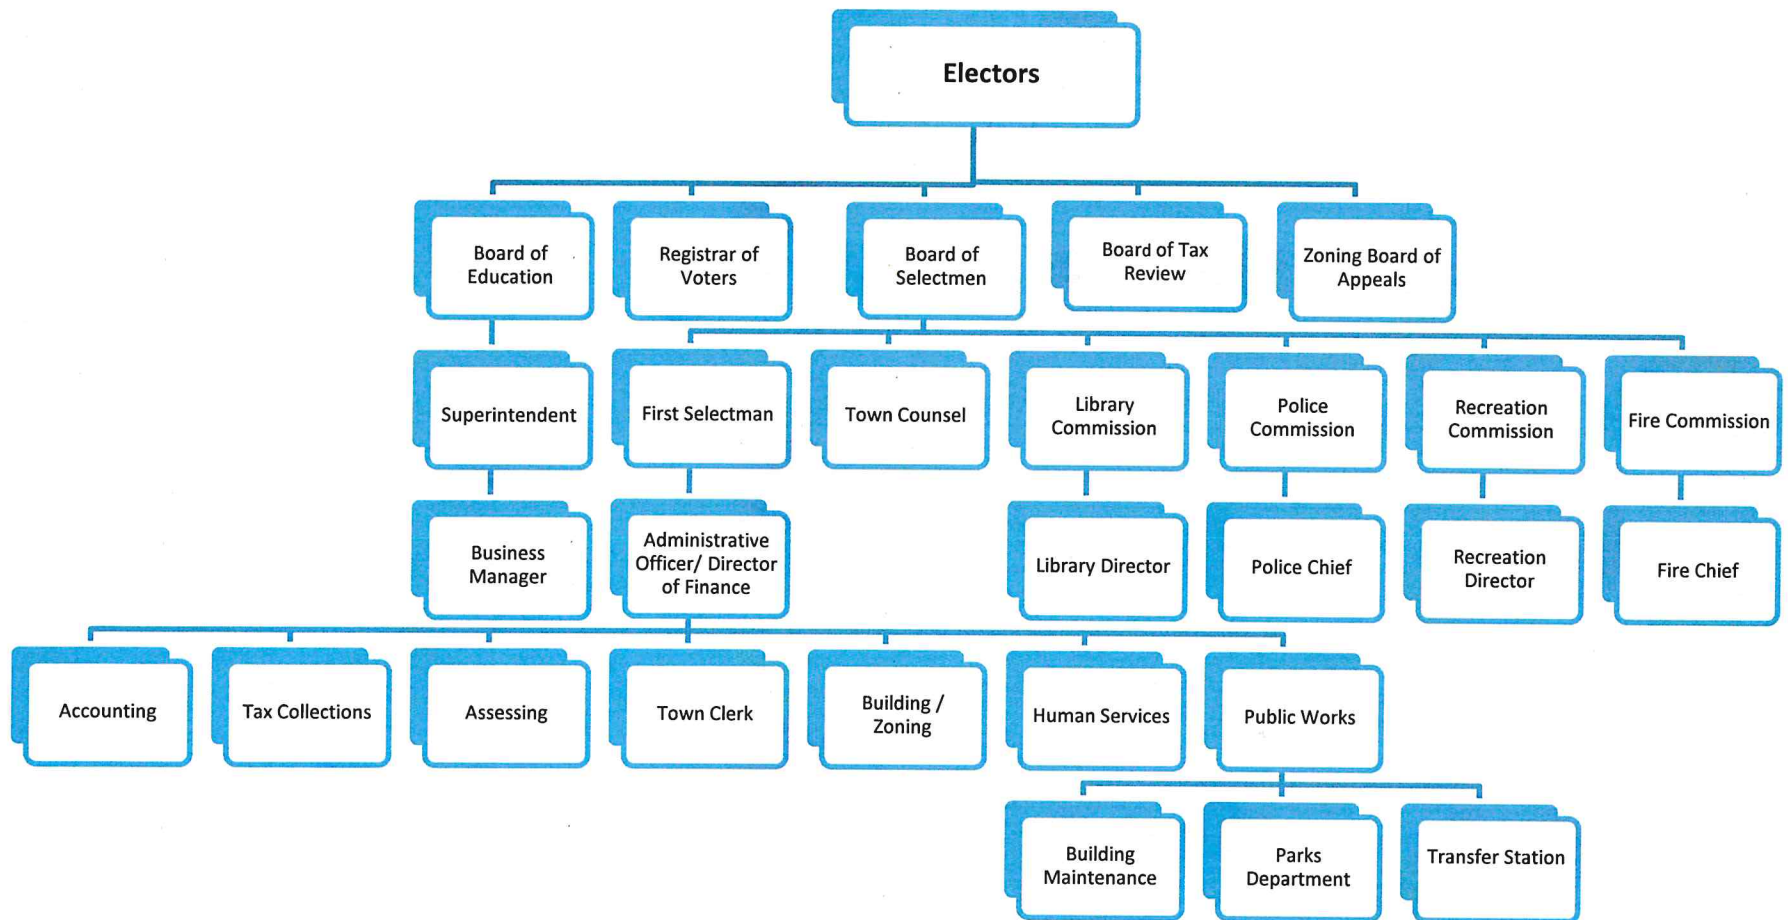 Electors
Board of
Education
Registrar of
Voters
Board of
Selectmen
Board of Tax
Review
Zoning Board of
Appeals
Superintendent
First Selectman
Town Counsel
Library
Commission
Police
Commission
Recreation
Commission
Fire Commission
Business
Manager
Administrative
Officer/ Director
of Finance
Library Director
Police Chief
Recreation
Director
Fire Chief
Accounting
Tax Collections
Assessing
Town Clerk
Building /
Zoning
Human Services
Public Works
Building
Maintenance
Parks
Department
Transfer Station